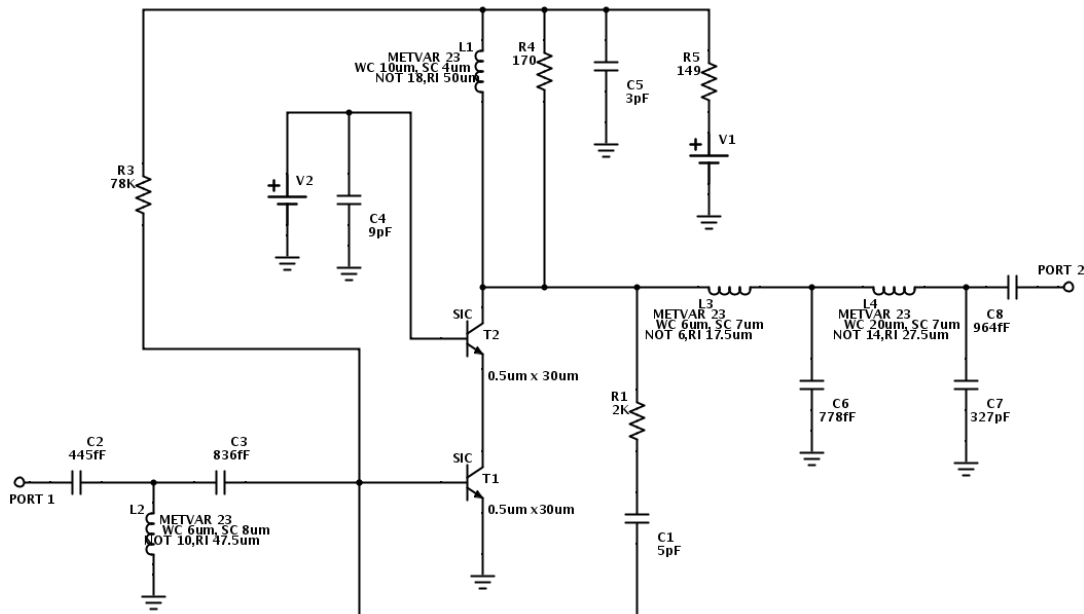 L1
METVAR 23
WC 10um, SC 4um
NOT 18,RI 50um
R4
170
C5
3pF
R5
149
V1
R3
78K
V2
C4
9pF
PORT 2
SIC
T2
0.5um x 30um
L3
METVAR 23
WC 6um, SC 7um
NOT 6,RI 17.5um
L4
METVAR 23
WC 20um, SC 7um
NOT 14,RI 27.5um
C8
964fF
C6
778fF
C7
327pF
R1
2K
C2
445fF
C3
836fF
SIC
T1
0.5um x30um
PORT 1
L2
METVAR 23
WC 6um, SC 8um
NOT 10,RI 47.5um
C1
5pF